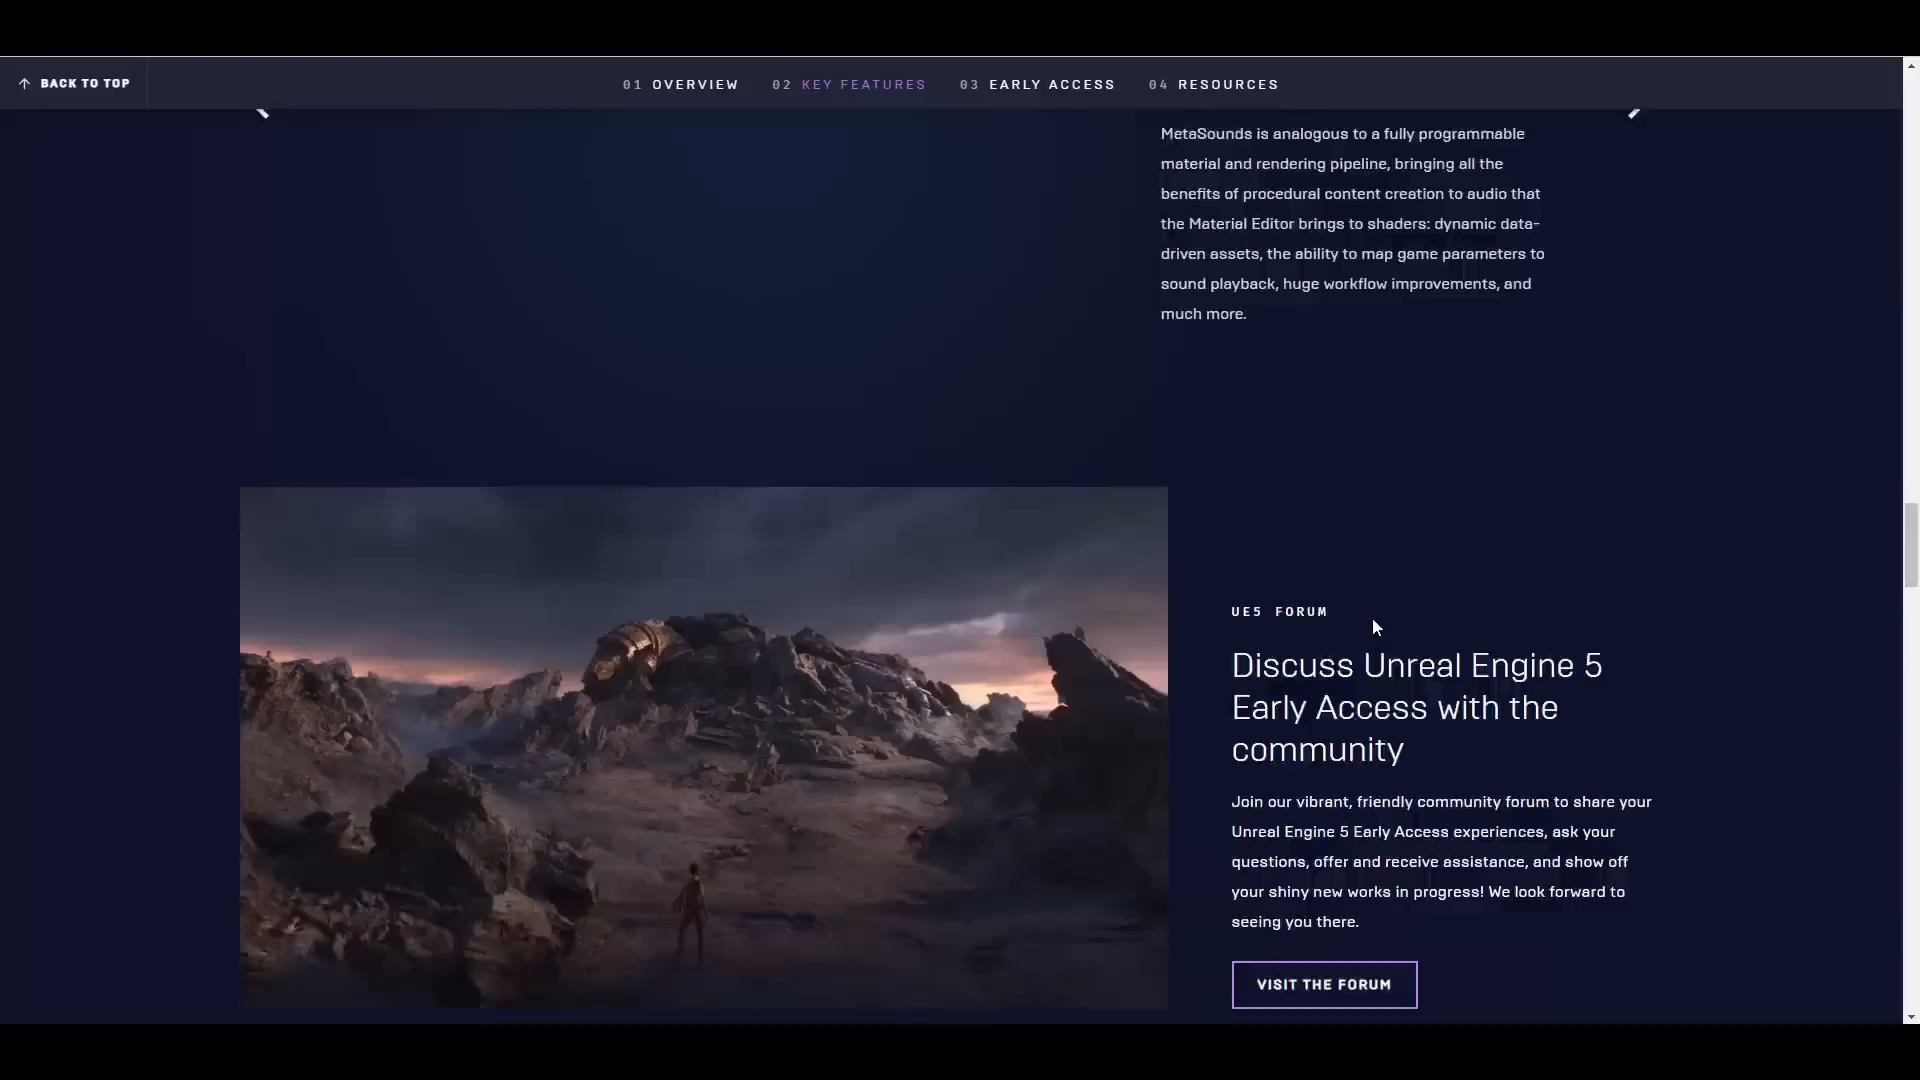 BACK TO TOP
01 OVERVIEW
02 KEY FEATURES
03 EARLY ACCESS
04 RESOURCES
MetaSounds is analogous to a fully programmable
material and rendering pipeline, bringing all the
benefits of procedural content creation to audio that
the Material Editor brings to shaders: dynamic data-
driven assets, the ability to map game parameters to
sound playback, huge workflow improvements, and
much more.
UE5 FORUM
Discuss Unreal Engine 5
Early Access with the
community
Join our vibrant, friendly community forum to share your
Unreal Engine 5 Early Access experiences, ask your
questions, offer and receive assistance, and show off
your shiny new works in progress! We look forward to
seeing you there.
VISIT THE FORUM